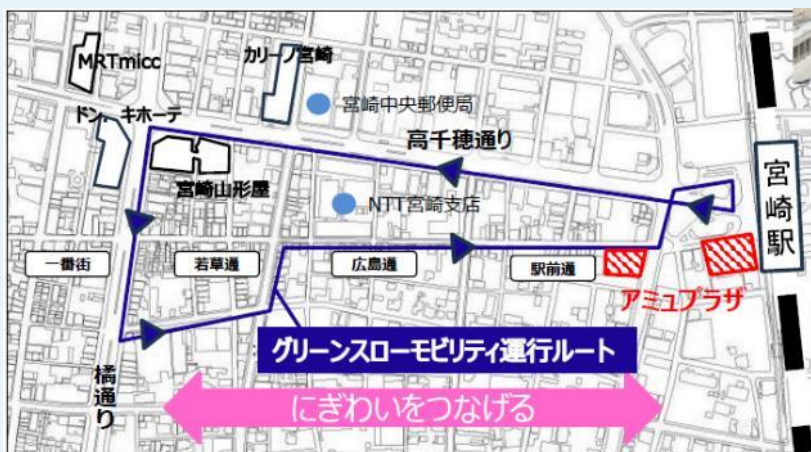 MRTmicc
カリーノ宮崎
宮崎中央郵便局
ドン.キホーテ
高千穂通り
宮崎山形屋
宮崎駅
NTT宮崎支店
一番街
若草通
広島通
駅前通
アミュプラザ
グリーンスローモビリティ運行ルート
にぎわいをつなげる
橘通り